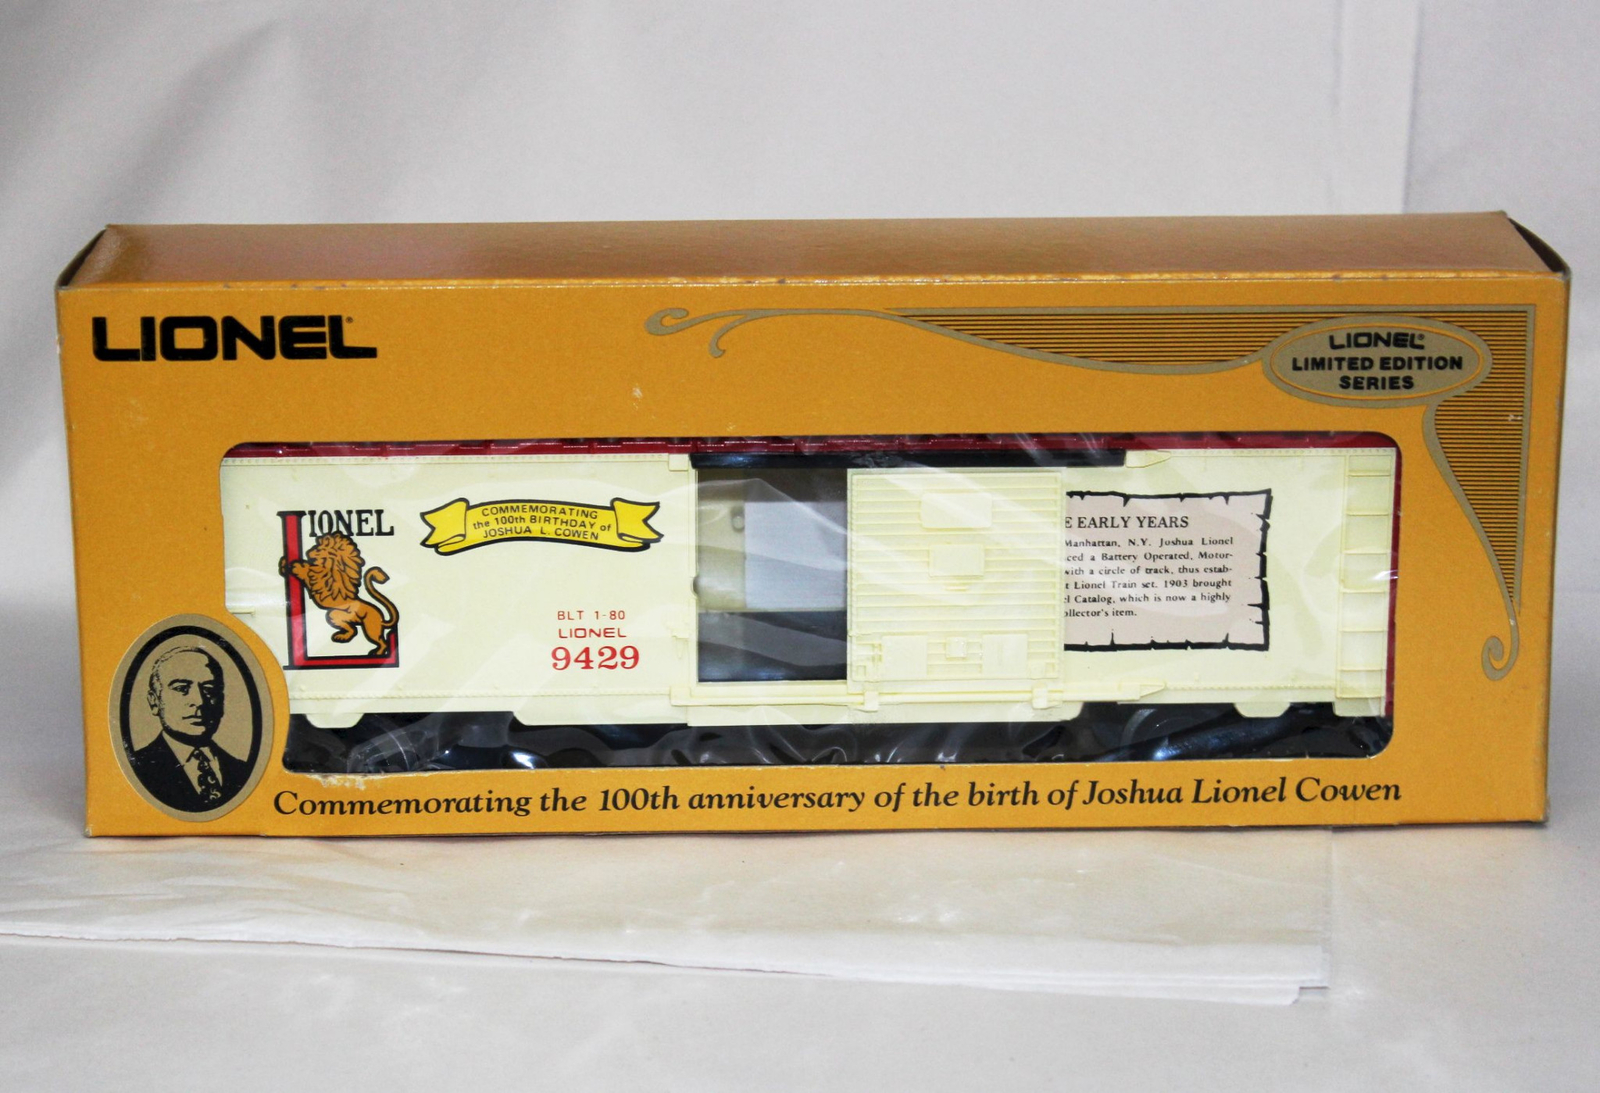 LIONEL®
LIONEL®
LIMITED EDITION
SERIES
LIONEL
COMMEMORATING
the 100th BIRTHDAY of
JOSHUA L. COWEN
BLT 1-80
LIONEL
9429
E EARLY YEARS
Manhattan, N.Y. Joshua Lionel
ced a Battery Operated, Motor-
with a circle of track, thus estab-
t Lionel Train set. 1903 brought
el Catalog, which is now a highly
ollector's item.
Commemorating the 100th anniversary of the birth of Joshua Lionel Cowen